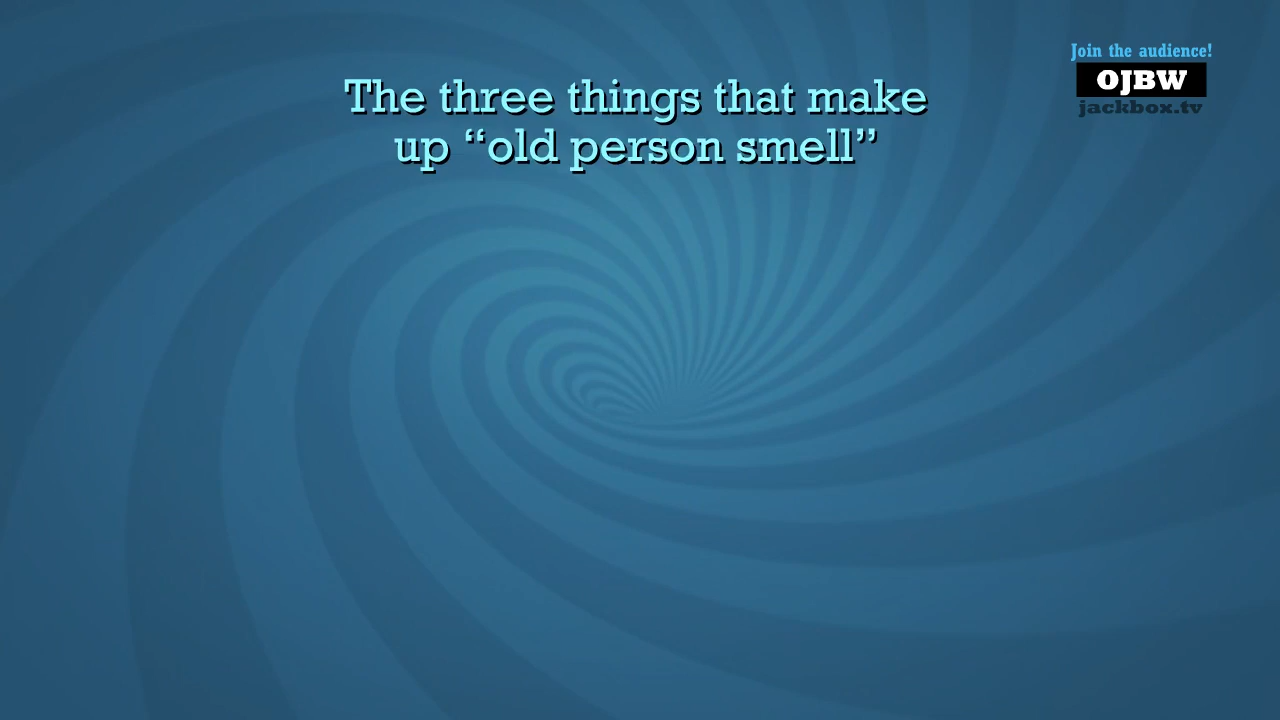 The three things that make
up “old person smell”
Join the audience!
OJBW
jackbox.tv